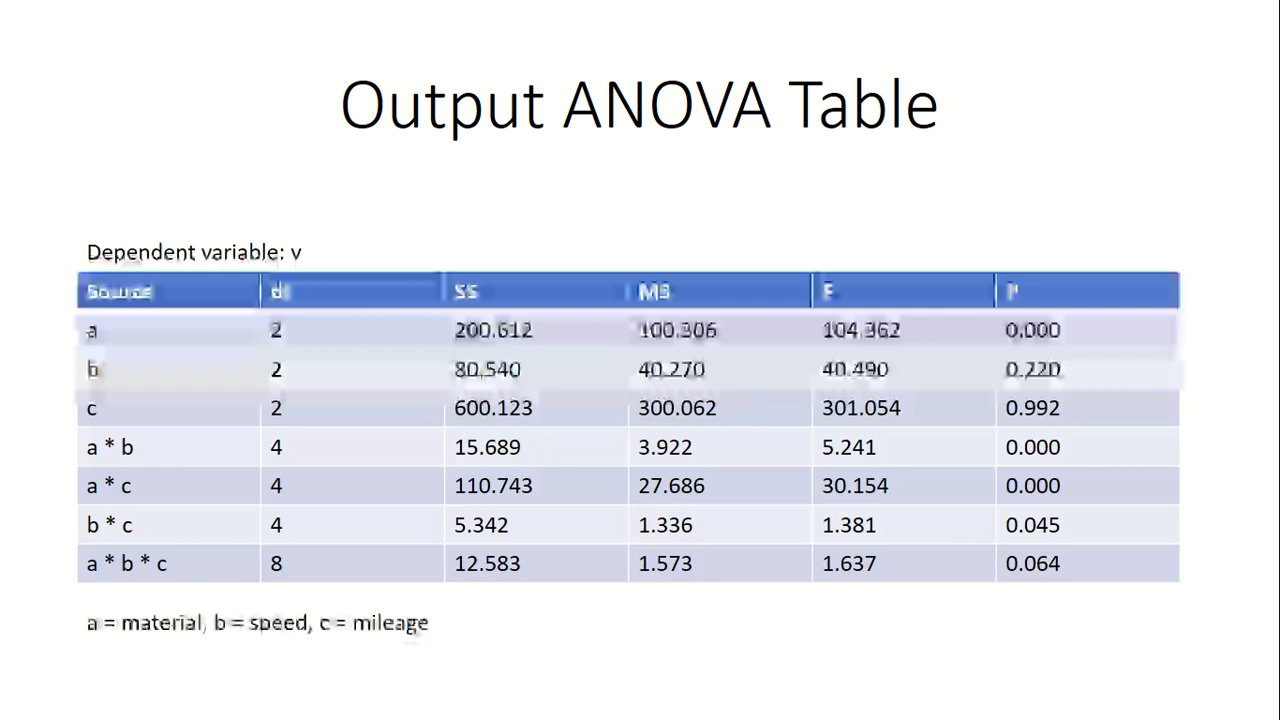 Output ANOVA Table
Dependent variable: v
Source df SS MS F P
a 2 200.612 100.306 104.362 0.000
b 2 80.540 40.270 40.490 0.220
c 2 600.123 300.062 301.054 0.992
a * b 4 15.689 3.922 5.241 0.000
a * c 4 110.743 27.686 30.154 0.000
b * c 4 5.342 1.336 1.381 0.045
a * b * c 8 12.583 1.573 1.637 0.064
a = material, b = speed, c = mileage